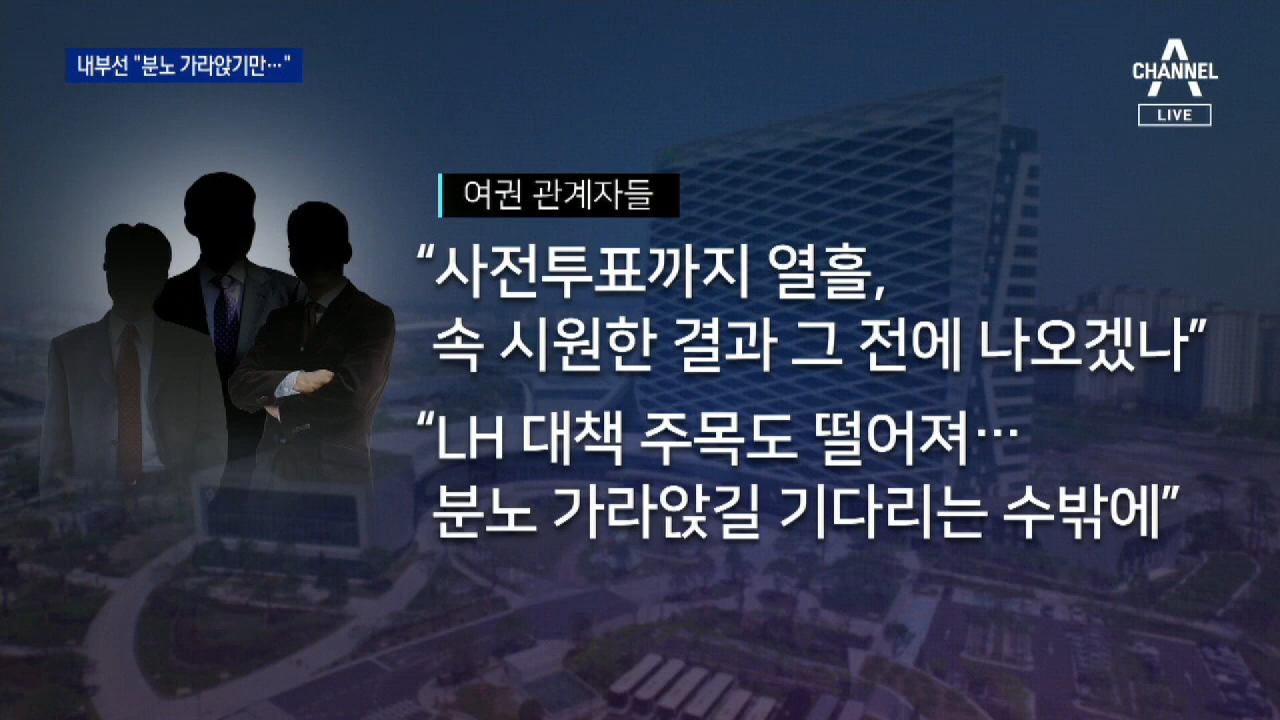 내부선 "분노 가라앉기만…"
CHANNEL A
LIVE
여권 관계자들
“사전투표까지 열흘,
속 시원한 결과 그 전에 나오겠나”
“LH 대책 주목도 떨어져…
분노 가라앉길 기다리는 수밖에”